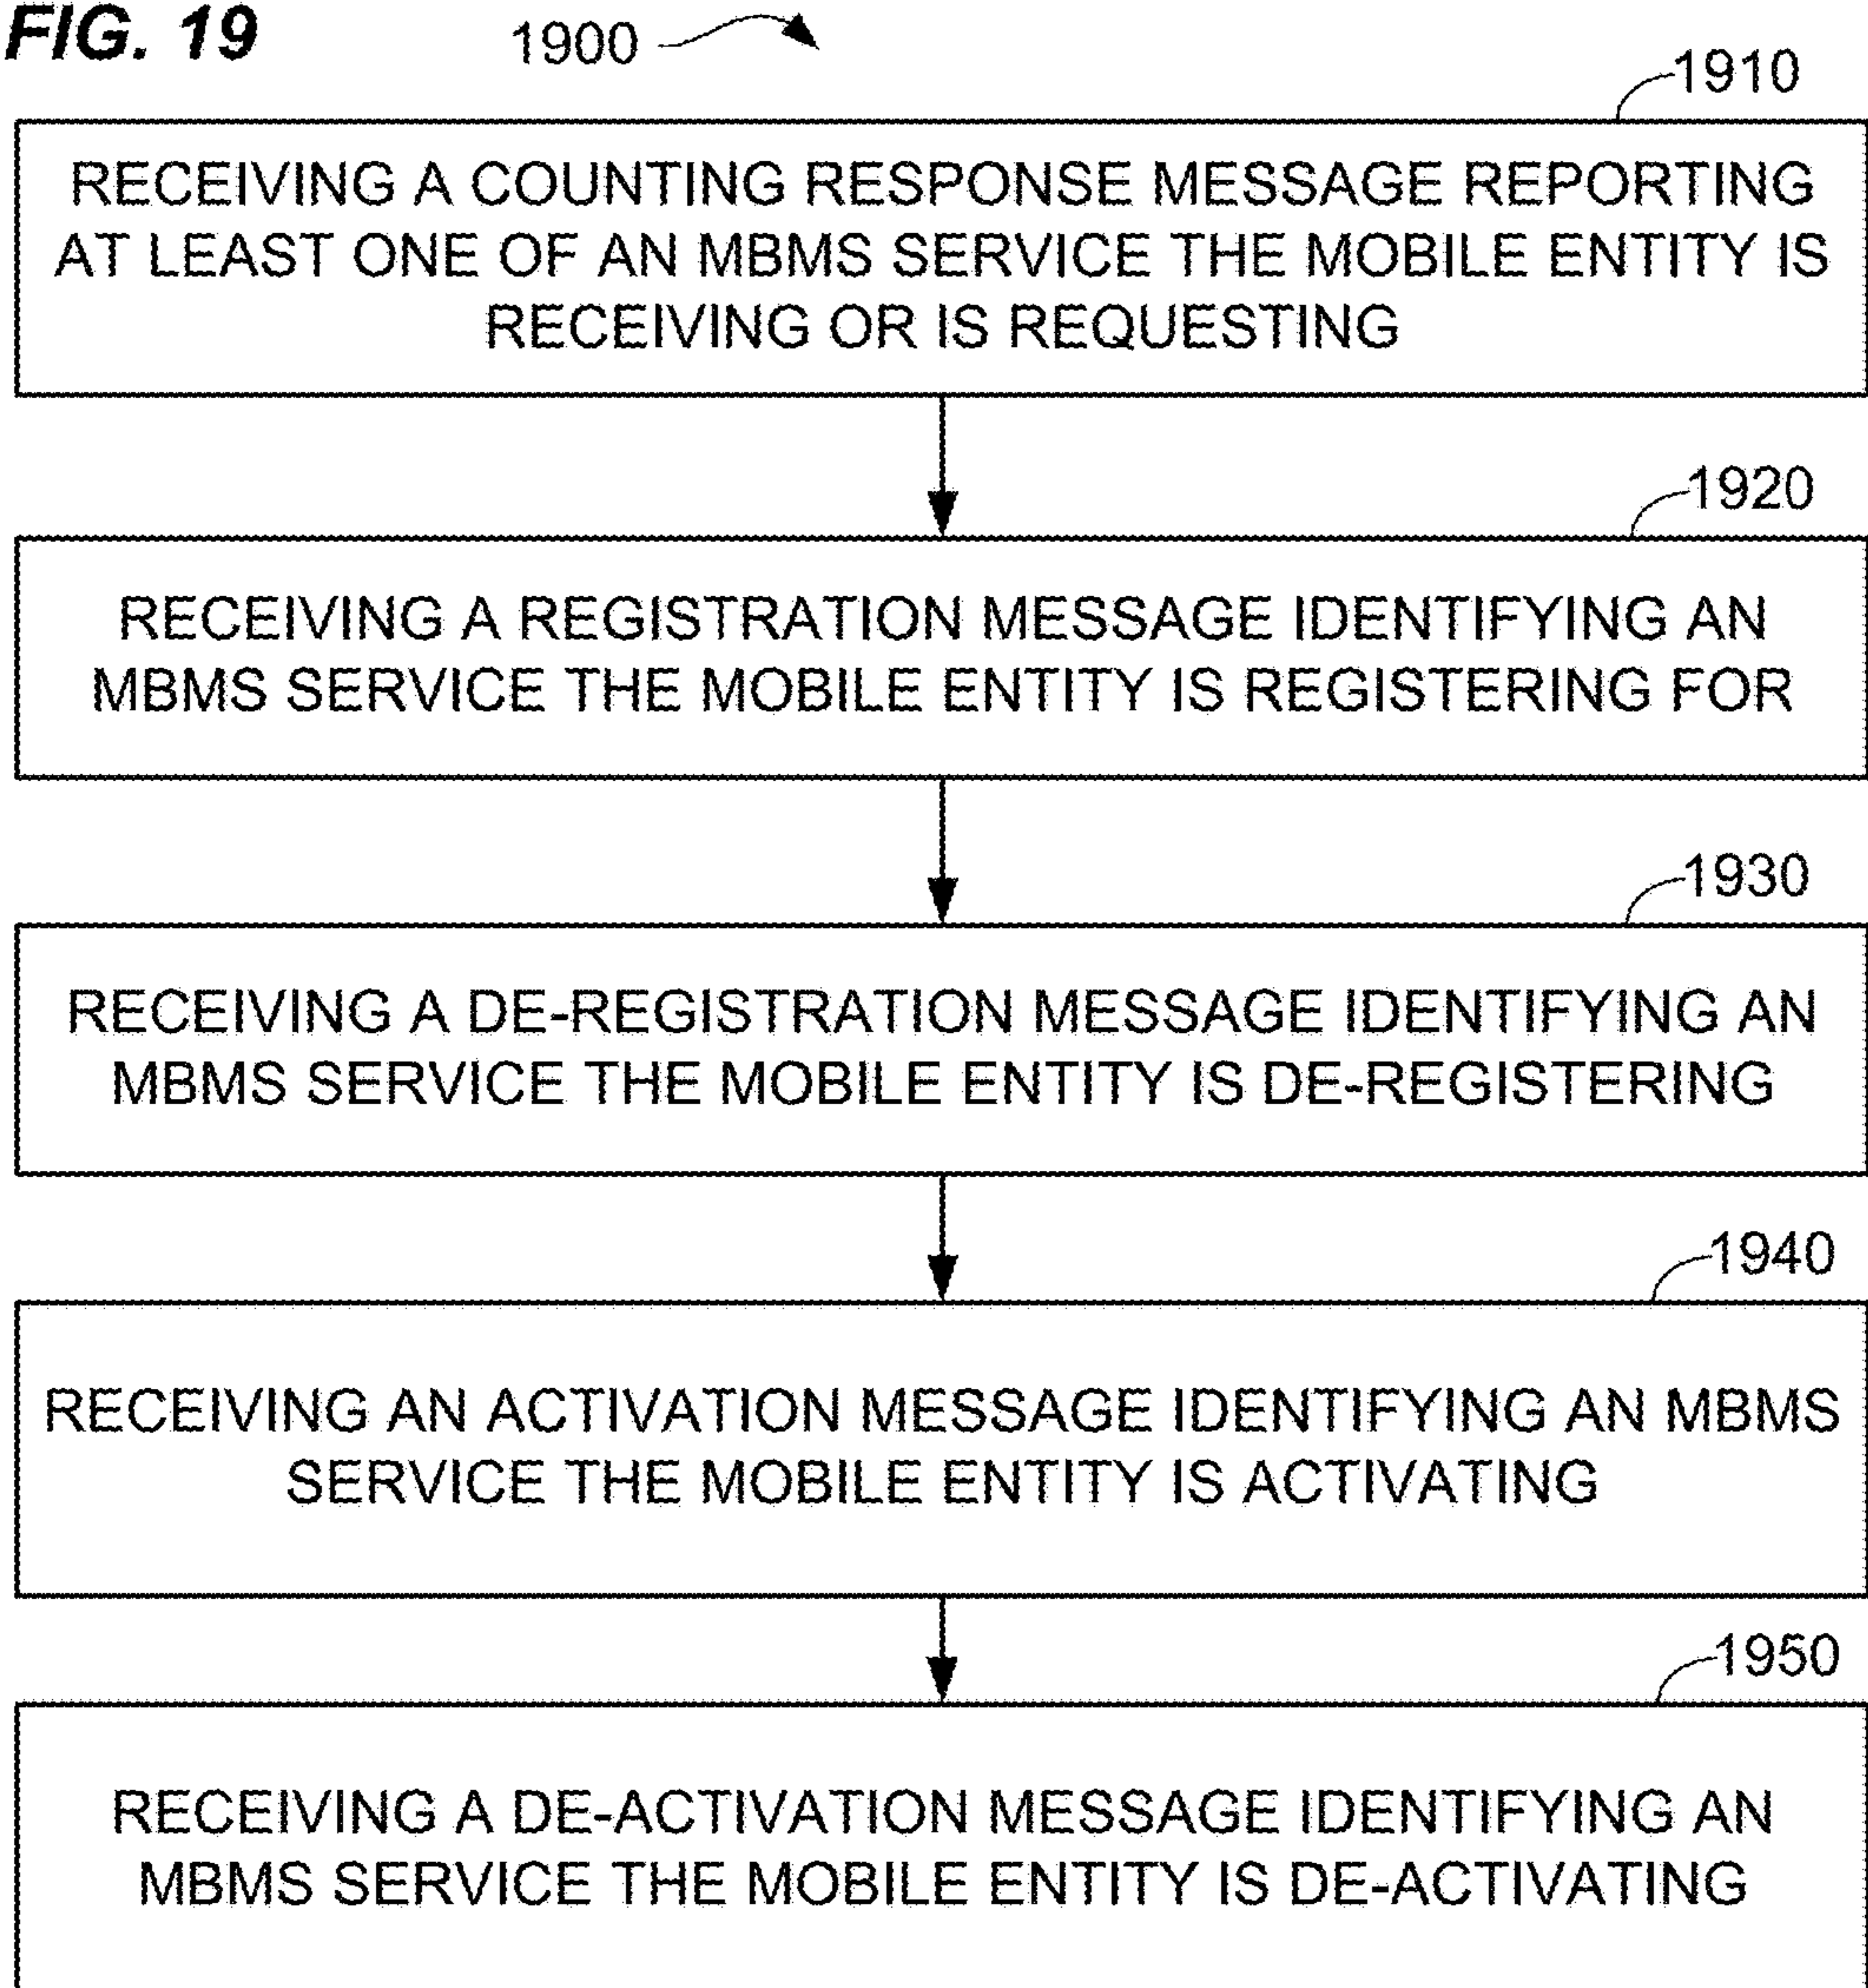 FIG. 19
1900
1910
RECEIVING A COUNTING RESPONSE MESSAGE REPORTING
AT LEAST ONE OF AN MBMS SERVICE THE MOBILE ENTITY IS
RECEIVING OR IS REQUESTING
1920
RECEIVING A REGISTRATION MESSAGE IDENTIFYING AN
MBMS SERVICE THE MOBILE ENTITY IS REGISTERING FOR
1930
RECEIVING A DE-REGISTRATION MESSAGE IDENTIFYING AN
MBMS SERVICE THE MOBILE ENTITY IS DE-REGISTERING
1940
RECEIVING AN ACTIVATION MESSAGE IDENTIFYING AN MBMS
SERVICE THE MOBILE ENTITY IS ACTIVATING
1950
RECEIVING A DE-ACTIVATION MESSAGE IDENTIFYING AN
MBMS SERVICE THE MOBILE ENTITY IS DE-ACTIVATING